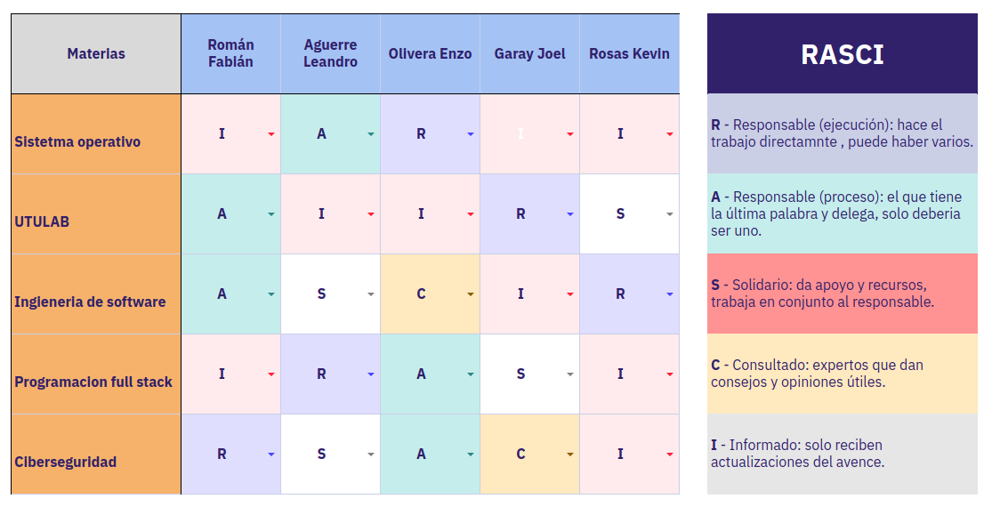 Materias
Román
Fabián
Aguerre
Leandro
Olivera Enzo
Garay Joel
Rosas Kevin
Sistetma operativo
I
A
R
I
I
UTULAB
A
I
I
R
S
Ingieneria de software
A
S
C
I
R
Programacion full stack
I
R
A
S
I
Ciberseguridad
R
S
A
C
I
RASCI
R - Responsable (ejecución): hace el
trabajo directamnte , puede haber varios.
A - Responsable (proceso): el que tiene
la última palabra y delega, solo deberia
ser uno.
S - Solidario: da apoyo y recursos,
trabaja en conjunto al responsable.
C - Consultado: expertos que dan
consejos y opiniones útiles.
I - Informado: solo reciben
actualizaciones del avence.